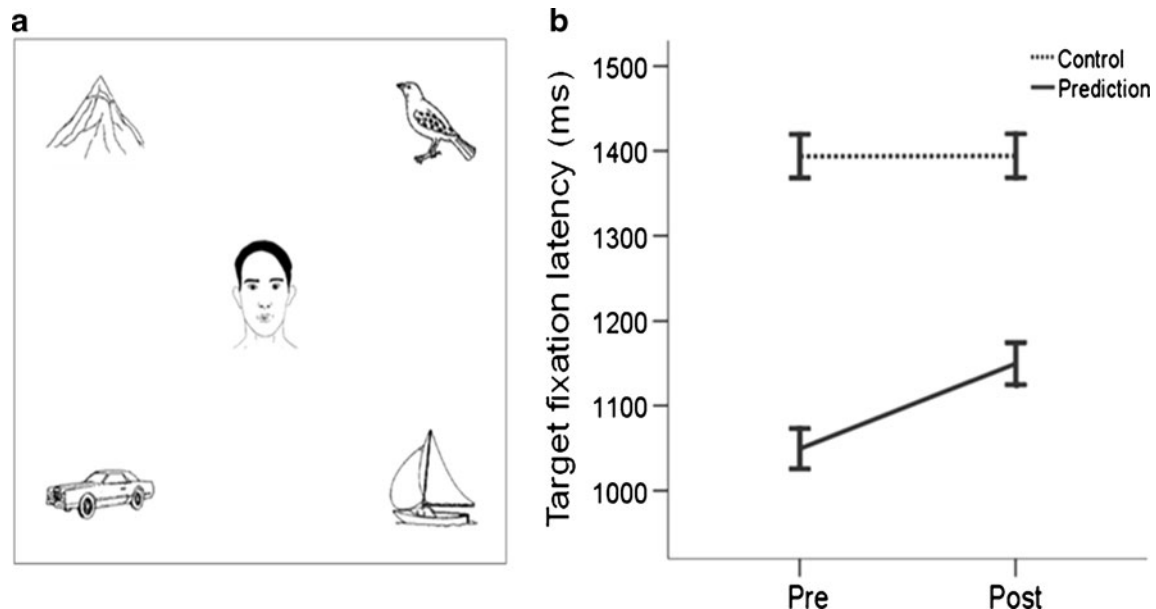 a
b
Target fixation latency (ms)
1500
1400
1300
1200
1100
1000
Control
Prediction
Pre
Post